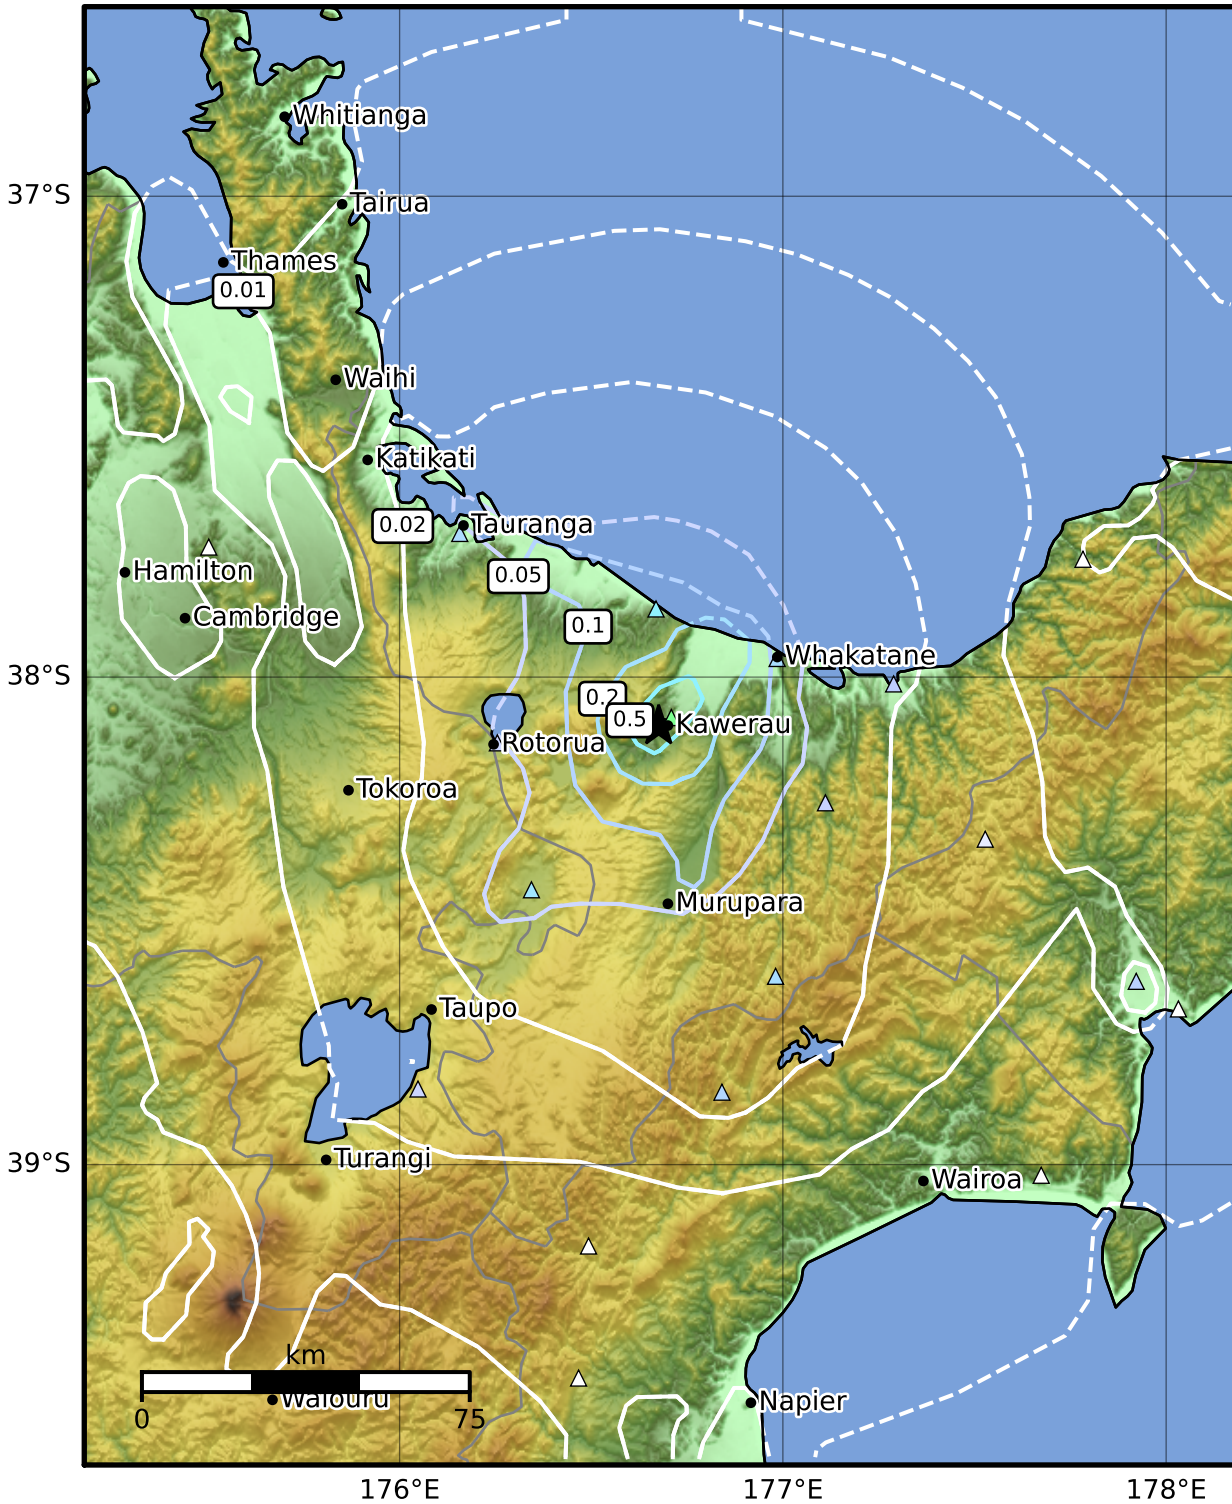 Whitianga
37°S
Tairua
Thames
0.01
Waihi
Katikati
0.02
Tauranga
Hamilton
0.05
Cambridge
0.1
Whakatane
38°S
0.2
0.5
Kawerau
Rotorua
Tokoroa
Murupara
Taupo
Turangi
39°S
Wairoa
km
Waiouru
Napier
0
75
176°E
177°E
178°E